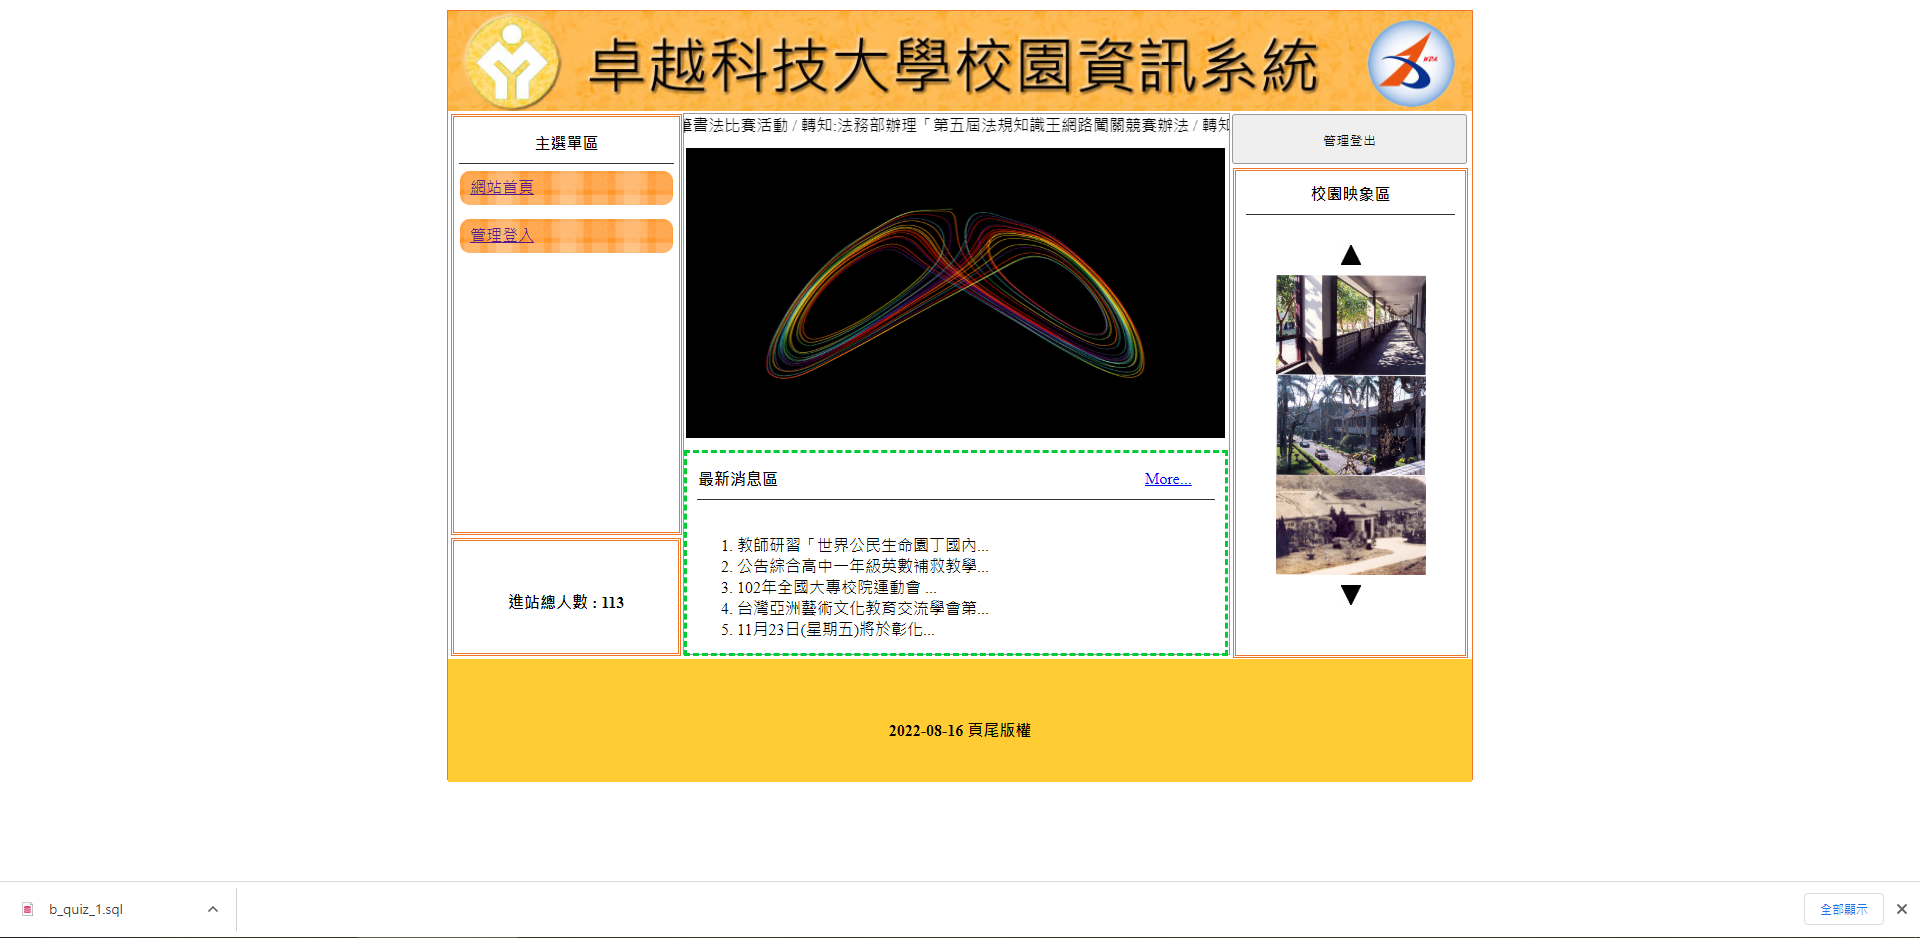 卓越科技大學校園資訊系統
WDA
主選單區
網站首頁
管理登入
進站總人數 : 113
書法比賽活動 / 轉知:法務部辦理「第五屆法規知識王網路闖關競賽辦法 / 轉知
最新消息區
More...
1. 教師研習「世界公民生命園丁國內...
2. 公告綜合高中一年級英數補救教學...
3. 102年全國大專校院運動會 ...
4. 台灣亞洲藝術文化教育交流學會第...
5. 11月23日(星期五)將於彰化...
管理登出
校園映象區
2022-08-16 頁尾版權
b_quiz_1.sql
全部顯示